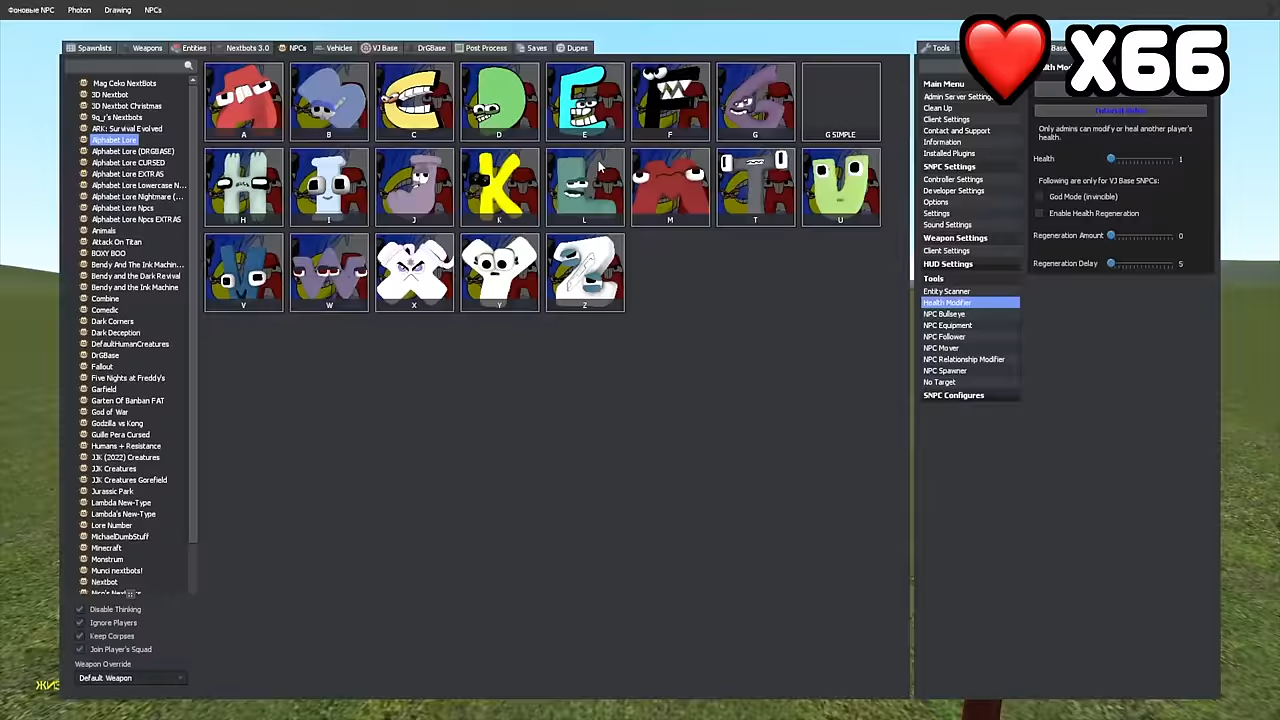 Фоновые NPC Photon Drawing NPCs
X66
Spawnlists Weapons Entities Nextbots 3.0 NPCs Vehicles VJ Base DrGBase Post Process Saves Dupes
Mag Ceko NextBots
3D Nextbot
3D Nextbot Christmas
9q_r's Nextbots
ARK: Survival Evolved
Alphabet Lore
Alphabet Lore (DRGBASE)
Alphabet Lore CURSED
Alphabet Lore EXTRAS
Alphabet Lore Lowercase N...
Alphabet Lore Nightmare (...
Alphabet Lore Npcs
Alphabet Lore Npcs EXTRAS
Animals
Attack On Titan
BOXY BOO
Bendy And The Ink Machin...
Bendy and the Dark Revival
Bendy and the Ink Machine
Combine
Comedic
Dark Corners
Dark Deception
DefaultHumanCreatures
DrGBase
Fallout
Five Nights at Freddy's
Garfield
Garten Of Banban FAT
God of War
Godzilla vs Kong
Guille Pera Cursed
Humans + Resistance
JJK (2022) Creatures
JJK Creatures
JJK Creatures Gorefield
Jurassic Park
Lambda New-Type
Lambda's New-Type
Lore Number
MichaelDumbStuff
Minecraft
Monstrum
Munci nextbots!
Nextbot
Disable Thinking
Ignore Players
Keep Corpses
Join Player's Squad
Weapon Override
Default Weapon
A B C D E F G G SIMPLE
H I J K L M T U
V W X Y Z
Tools
Main Menu
Admin Server Settings
Clean Up
Client Settings
Contact and Support
Information
Installed Plugins
SNPC Settings
Controller Settings
Developer Settings
Options
Settings
Sound Settings
Weapon Settings
Client Settings
HUD Settings
Tools
Entity Scanner
Health Modifier
NPC Bullseye
NPC Equipment
NPC Follower
NPC Mover
NPC Relationship Modifier
NPC Spawner
No Target
SNPC Configures
Only admins can modify or heal another player's
health.
Health 1
Following are only for VJ Base SNPCs:
God Mode (invincible)
Enable Health Regeneration
Regeneration Amount 0
Regeneration Delay 5